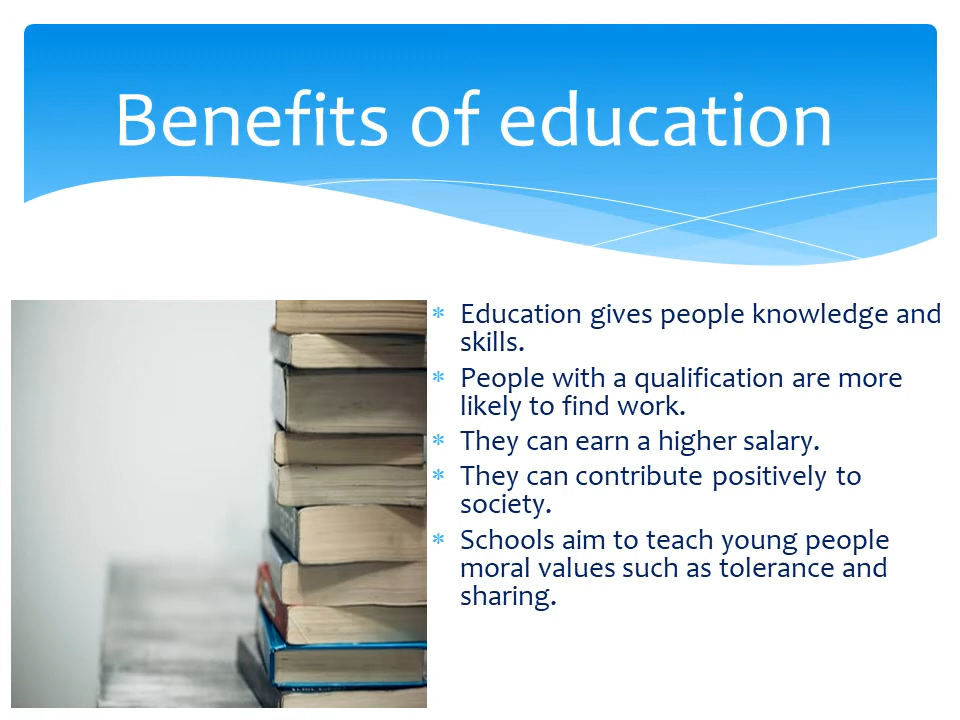 Benefits of education
* Education gives people knowledge and
skills.
* People with a qualification are more
likely to find work.
* They can earn a higher salary.
* They can contribute positively to
society.
* Schools aim to teach young people
moral values such as tolerance and
sharing.